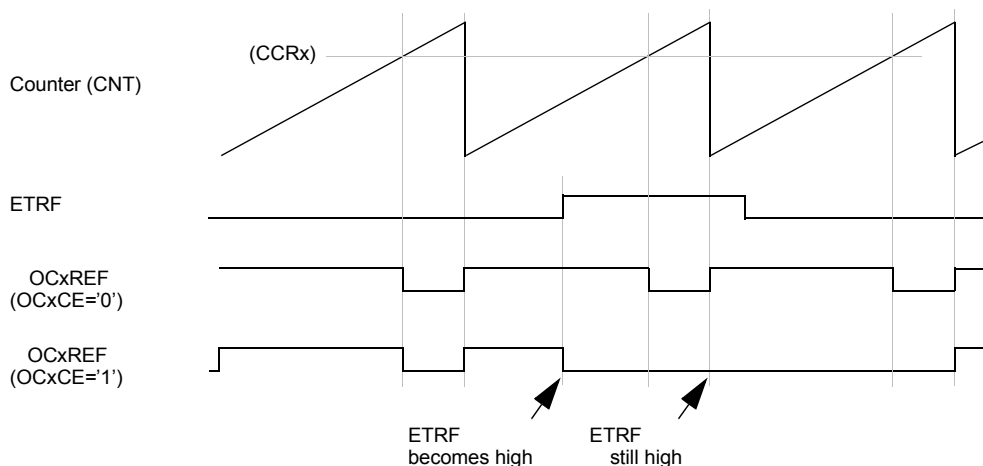 (CCRx)
Counter (CNT)
ETRF
OCxREF
(OCxCE='0')
OCxREF
(OCxCE='1')
ETRF
becomes high
ETRF
still high